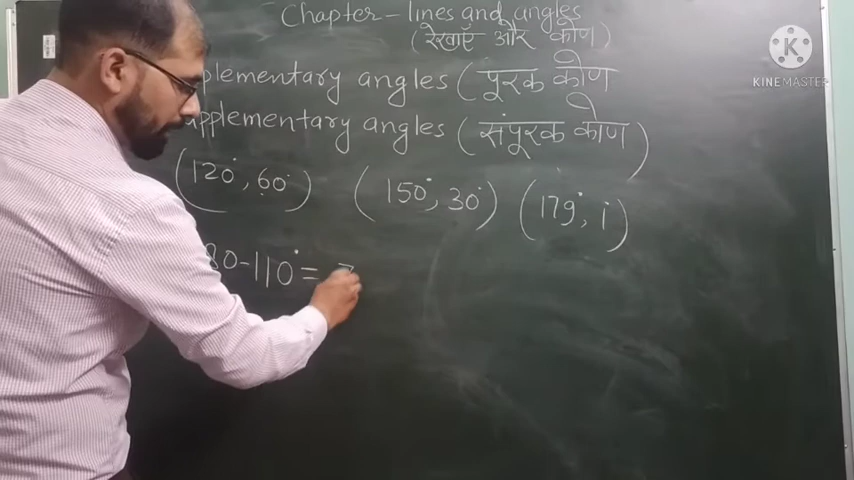 Chapter - lines and angles
(रेखाएँ और कोण)
plementary angles (पूरक कोण
upplementary angles (संपूरक कोण)
(120°, 60°) (150°, 30°) (179°, 1°)
80-110° = 7
KINEMASTER